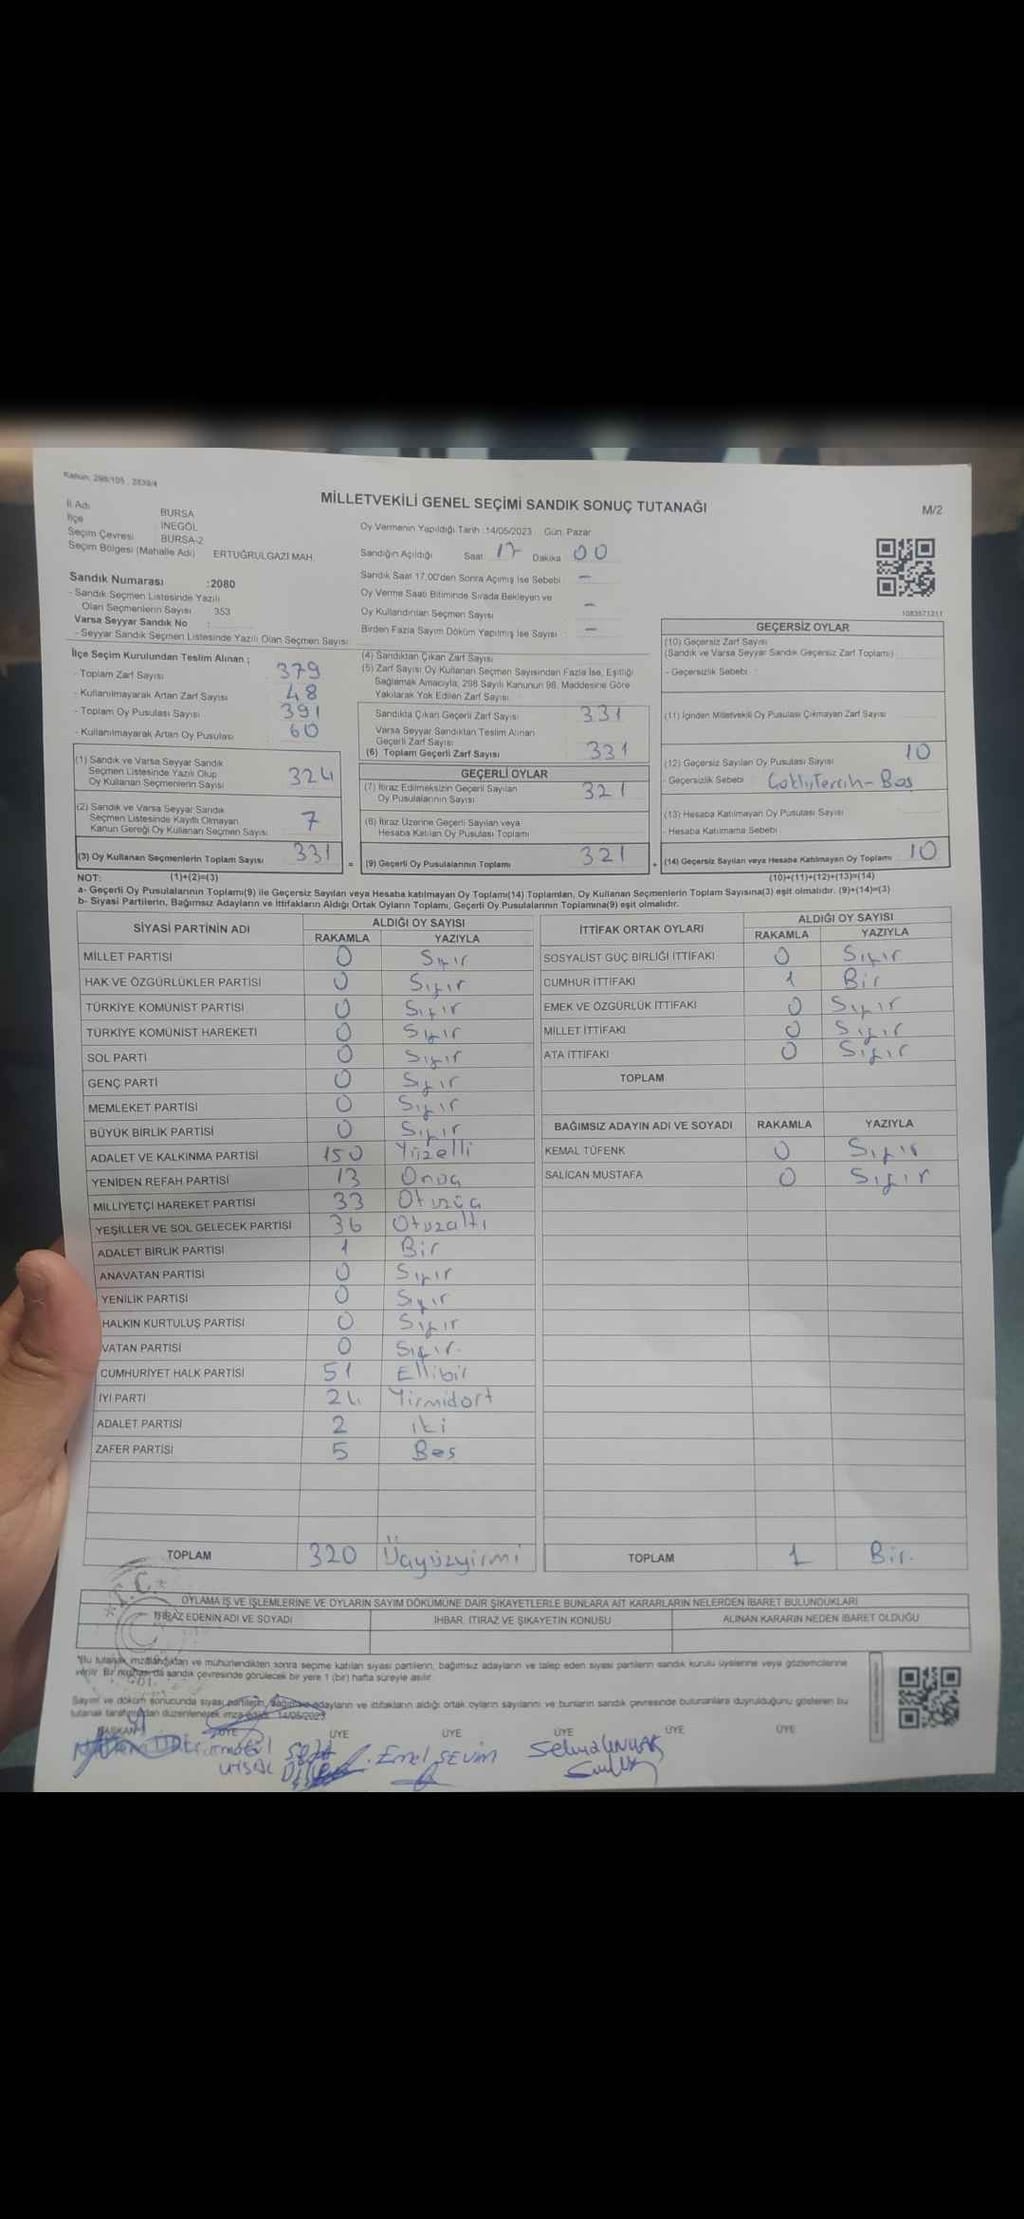 Kanun: 298/105, 2839/4
MİLLETVEKİLİ GENEL SEÇİMİ SANDIK SONUÇ TUTANAĞI
M/2
İl Adı BURSA
İlçe İNEGÖL
Seçim Çevresi BURSA-2
Seçim Bölgesi (Mahalle Adı) ERTUĞRULGAZİ MAH.
Oy Vermenin Yapıldığı Tarih :14/05/2023 Gün: Pazar
Sandığın Açıldığı Saat 17 Dakika 00
Sandık Saat 17.00'den Sonra Açılmış İse Sebebi –
Oy Verme Saati Bitiminde Sırada Bekleyen ve
Oy Kullandırılan Seçmen Sayısı –
Birden Fazla Sayım Döküm Yapılmış İse Sayısı –
1083571211
Sandık Numarası :2080
- Sandık Seçmen Listesinde Yazılı
Olan Seçmenlerin Sayısı 353
Varsa Seyyar Sandık No :
- Seyyar Sandık Seçmen Listesinde Yazılı Olan Seçmen Sayısı:
İlçe Seçim Kurulundan Teslim Alınan ;
- Toplam Zarf Sayısı 379
- Kullanılmayarak Artan Zarf Sayısı 48
- Toplam Oy Pusulası Sayısı 391
- Kullanılmayarak Artan Oy Pusulası 60
(1) Sandık ve Varsa Seyyar Sandık
Seçmen Listesinde Yazılı Olup
Oy Kullanan Seçmenlerin Sayısı 324
(2) Sandık ve Varsa Seyyar Sandık
Seçmen Listesinde Kayıtlı Olmayan
Kanun Gereği Oy Kullanan Seçmen Sayısı 7
(3) Oy Kullanan Seçmenlerin Toplam Sayısı 331 =
(4) Sandıktan Çıkan Zarf Sayısı
(5) Zarf Sayısı Oy Kullanan Seçmen Sayısından Fazla İse, Eşitliği
Sağlamak Amacıyla, 298 Sayılı Kanunun 98. Maddesine Göre
Yakılarak Yok Edilen Zarf Sayısı
Sandıkta Çıkan Geçerli Zarf Sayısı 331
Varsa Seyyar Sandıktan Teslim Alınan
Geçerli Zarf Sayısı
(6) Toplam Geçerli Zarf Sayısı 331
GEÇERLİ OYLAR
(7) İtiraz Edilmeksizin Geçerli Sayılan
Oy Pusulalarının Sayısı 321
(8) İtiraz Üzerine Geçerli Sayılan veya
Hesaba Katılan Oy Pusulası Toplamı
(9) Geçerli Oy Pusulalarının Toplamı 321 +
GEÇERSİZ OYLAR
(10) Geçersiz Zarf Sayısı
(Sandık ve Varsa Seyyar Sandık Geçersiz Zarf Toplamı)
- Geçersizlik Sebebi :
(11) İçinden Milletvekili Oy Pusulası Çıkmayan Zarf Sayısı
(12) Geçersiz Sayılan Oy Pusulası Sayısı 10
- Geçersizlik Sebebi
(13) Hesaba Katılmayan Oy Pusulası Sayısı
- Hesaba Katılmama Sebebi
(14) Geçersiz Sayılan veya Hesaba Katılmayan Oy Toplamı 10
NOT: (1)+(2)=(3)
(10)+(11)+(12)+(13)=(14)
a- Geçerli Oy Pusulalarının Toplamı(9) ile Geçersiz Sayılan veya Hesaba katılmayan Oy Toplamı(14) Toplamları, Oy Kullanan Seçmenlerin Toplam Sayısına(3) eşit olmalıdır. (9)+(14)=(3)
b- Siyasi Partilerin, Bağımsız Adayların ve İttifakların Aldığı Ortak Oyların Toplamı, Geçerli Oy Pusulalarının Toplamına(9) eşit olmalıdır.
SİYASİ PARTİNİN ADI ALDIĞI OY SAYISI
RAKAMLA YAZIYLA
MİLLET PARTİSİ 0 Sıfır
HAK VE ÖZGÜRLÜKLER PARTİSİ 0 Sıfır
TÜRKİYE KOMÜNİST PARTİSİ 0 Sıfır
TÜRKİYE KOMÜNİST HAREKETİ 0 Sıfır
SOL PARTİ 0 Sıfır
GENÇ PARTİ 0 Sıfır
MEMLEKET PARTİSİ 0 Sıfır
BÜYÜK BİRLİK PARTİSİ 0 Sıfır
ADALET VE KALKINMA PARTİSİ 150 Yüzelli
YENİDEN REFAH PARTİSİ 13 Onüç
MİLLİYETÇİ HAREKET PARTİSİ 33 Otuzüç
YEŞİLLER VE SOL GELECEK PARTİSİ 36 Otuzaltı
ADALET BİRLİK PARTİSİ 1 Bir
ANAVATAN PARTİSİ 0 Sıfır
YENİLİK PARTİSİ 0 Sıfır
HALKIN KURTULUŞ PARTİSİ 0 Sıfır
VATAN PARTİSİ 0 Sıfır
CUMHURİYET HALK PARTİSİ 51 Ellibir
İYİ PARTİ 24 Yirmidört
ADALET PARTİSİ 2 iki
ZAFER PARTİSİ 5 Beş
TOPLAM 320 Üçyüzyirmi
İTTİFAK ORTAK OYLARI ALDIĞI OY SAYISI
RAKAMLA YAZIYLA
SOSYALİST GÜÇ BİRLİĞİ İTTİFAKI 0 Sıfır
CUMHUR İTTİFAKI 1 Bir
EMEK VE ÖZGÜRLÜK İTTİFAKI 0 Sıfır
MİLLET İTTİFAKI 0 Sıfır
ATA İTTİFAKI 0 Sıfır
TOPLAM
BAĞIMSIZ ADAYIN ADI VE SOYADI RAKAMLA YAZIYLA
KEMAL TÜFENK 0 Sıfır
SALİCAN MUSTAFA 0 Sıfır
TOPLAM 1 Bir.
T.C.
OYLAMA İŞ VE İŞLEMLERİNE VE OYLARIN SAYIM DÖKÜMÜNE DAİR ŞİKAYETLERLE BUNLARA AİT KARARLARIN NELERDEN İBARET BULUNDUKLARI
İTİRAZ EDENİN ADI VE SOYADI İHBAR, İTİRAZ VE ŞİKAYETİN KONUSU ALINAN KARARIN NEDEN İBARET OLDUĞU
*Bu tutanak, imzalandıktan ve mühürlendikten sonra seçime katılan siyasi partilerin, bağımsız adayların ve talep eden siyasi partilerin sandık kurulu üyelerine veya gözlemcilerine
verilir. Bir nüshası da sandık çevresinde görülecek bir yere 1 (bir) hafta süreyle asılır.
Sayım ve döküm sonucunda siyasi partilerin, bağımsız adayların ve ittifakların aldığı ortak oyların sayılarını ve bunların sandık çevresinde bulunanlara duyrulduğunu gösteren bu
tutanak tarafımızdan düzenlenerek imza edildi. 14/05/2023
BAŞKAN ÜYE ÜYE ÜYE ÜYE ÜYE ÜYE
Emel SEVİM